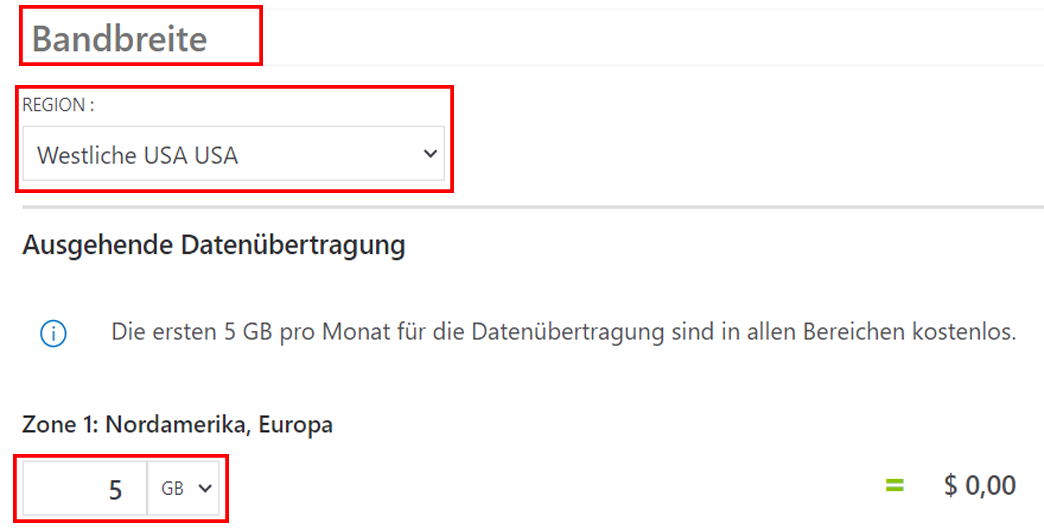 Bandbreite
REGION :
Westliche USA USA
Ausgehende Datenübertragung
Die ersten 5 GB pro Monat für die Datenübertragung sind in allen Bereichen kostenlos.
Zone 1: Nordamerika, Europa
5 GB = $ 0,00